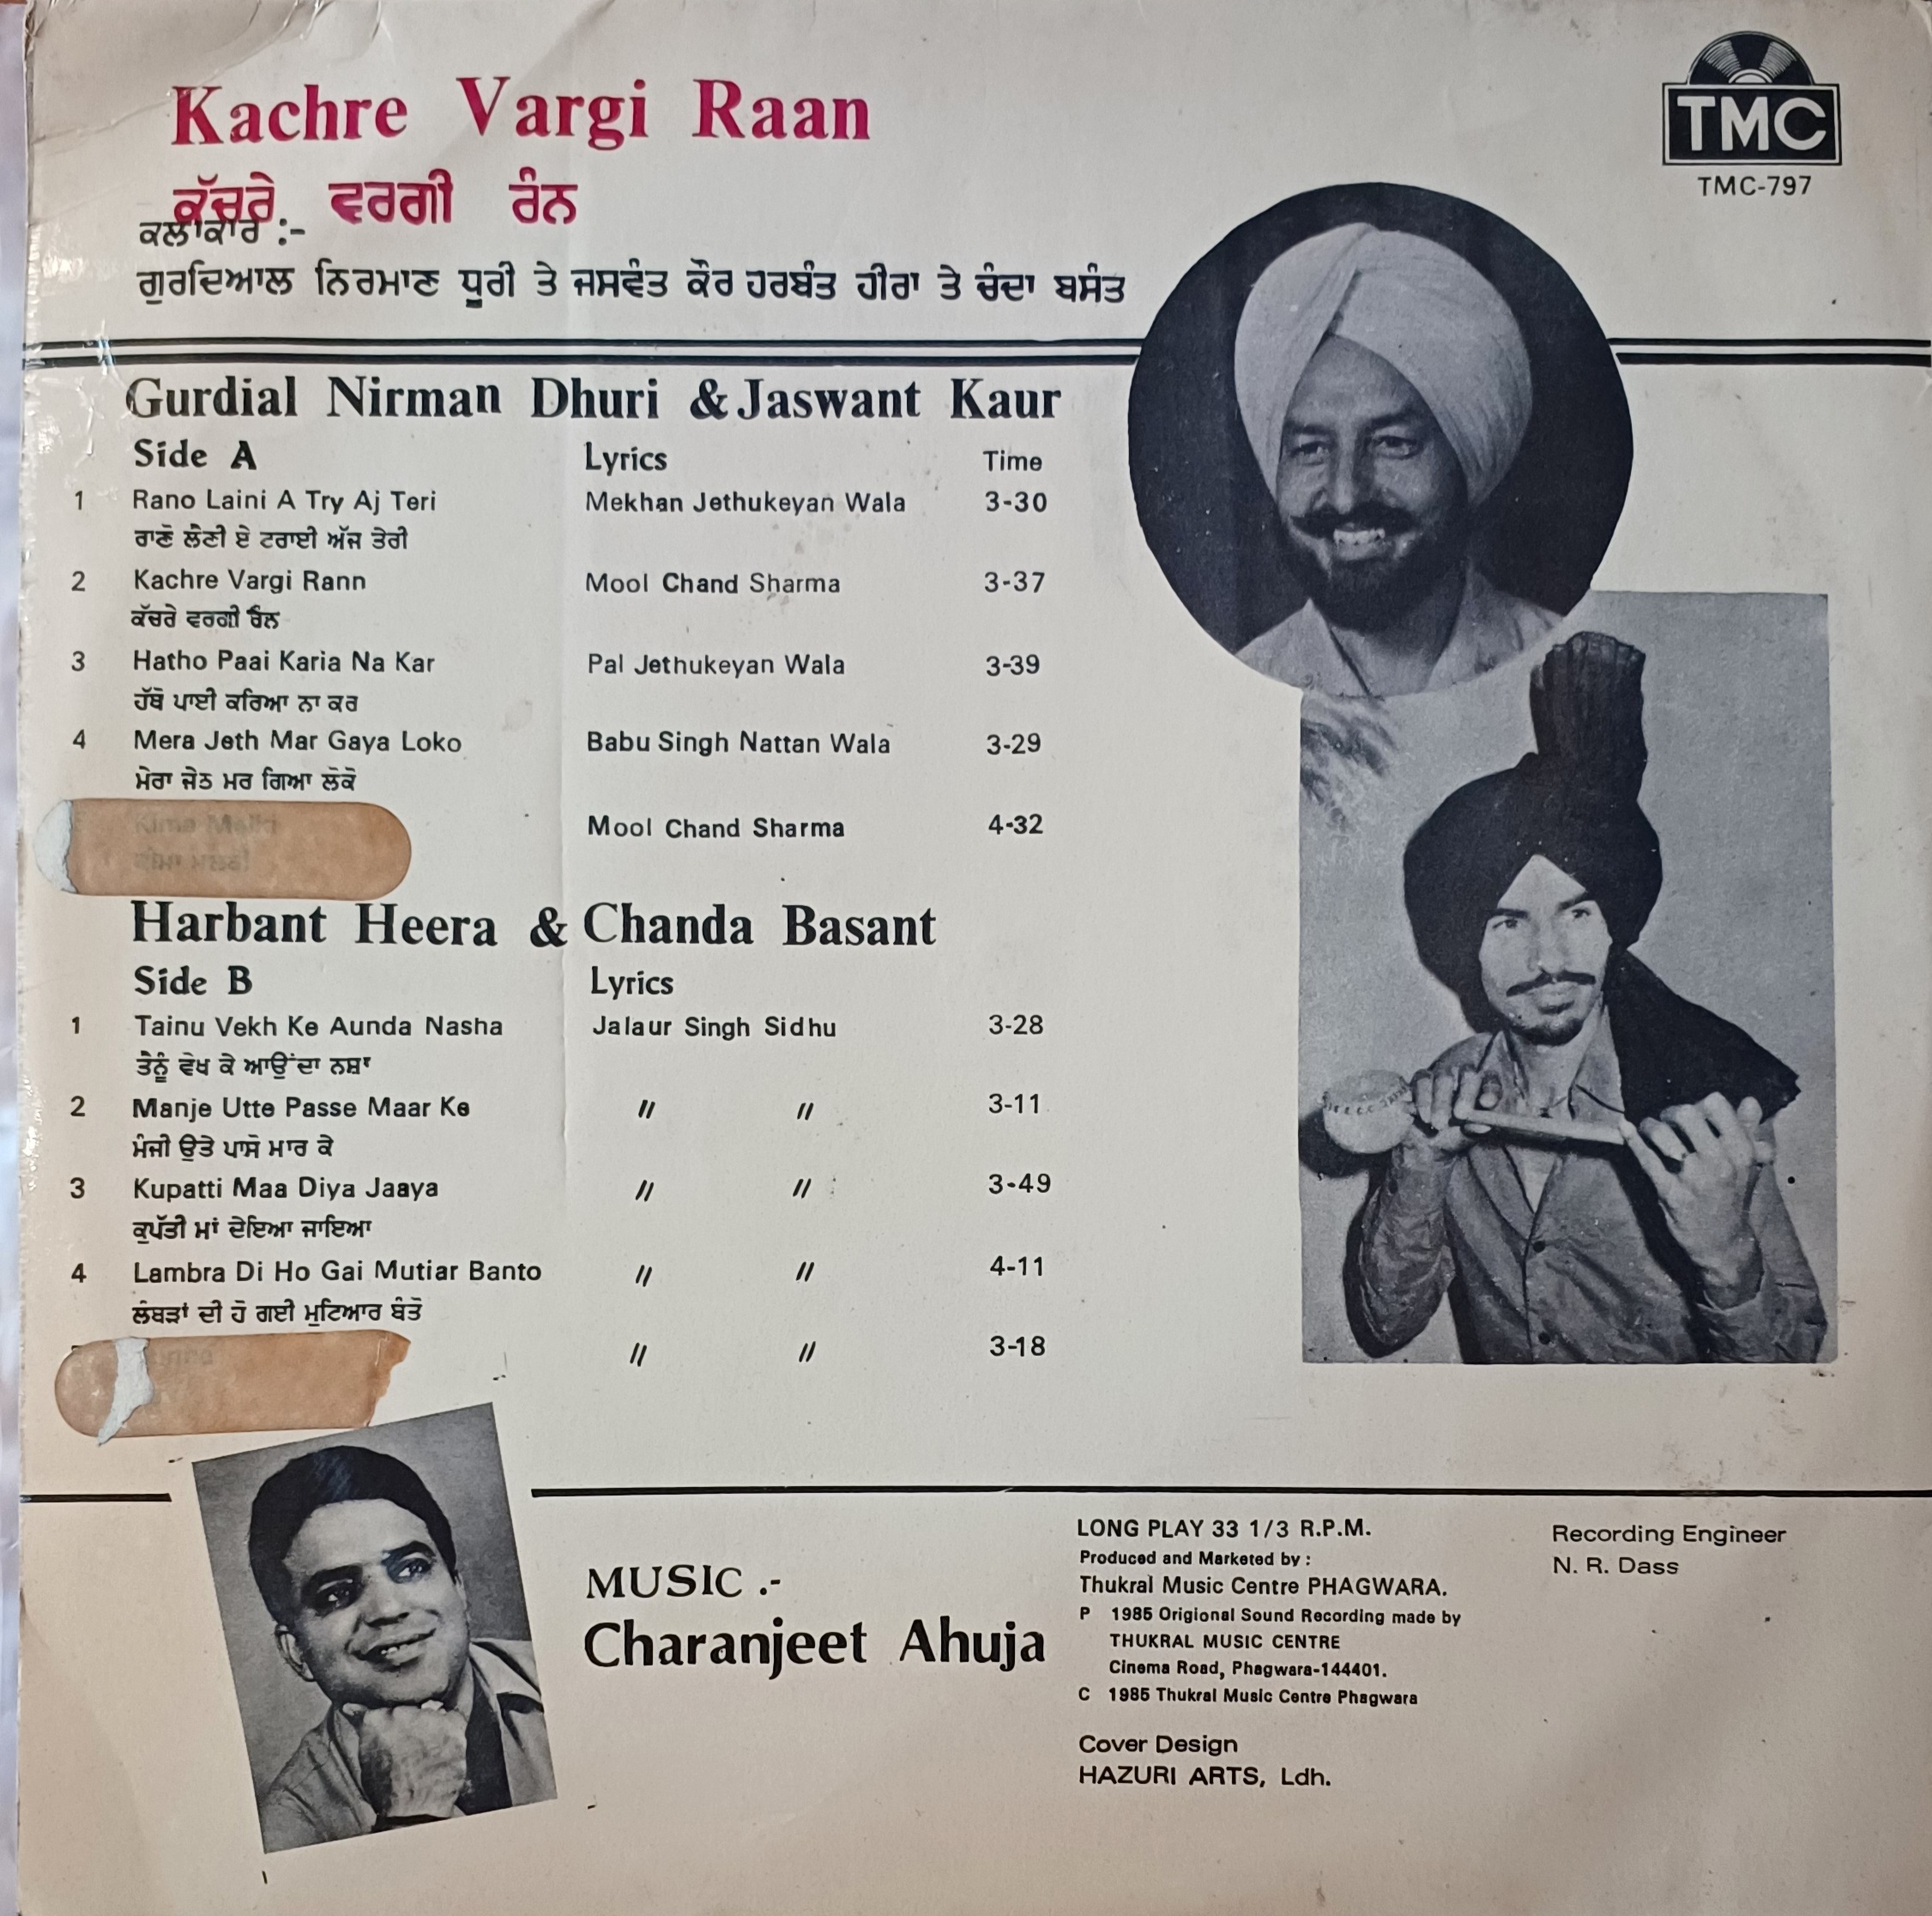 Kachre Vargi Raan
ਕੱਚਰੇ ਵਰਗੀ ਰੰਨ
TMC
TMC-797
ਕਲਾਕਾਰ :-
ਗੁਰਦਿਆਲ ਨਿਰਮਾਣ ਧੂਰੀ ਤੇ ਜਸਵੰਤ ਕੌਰ ਹਰਬੰਤ ਹੀਰਾ ਤੇ ਚੰਦਾ ਬਸੰਤ
Gurdial Nirman Dhuri & Jaswant Kaur
Side A Lyrics Time
1 Rano Laini A Try Aj Teri Mekhan Jethukeyan Wala 3-30
ਰਾਣੋ ਲੈਣੀ ਏ ਟਰਾਈ ਅੱਜ ਤੇਰੀ
2 Kachre Vargi Rann Mool Chand Sharma 3-37
ਕੱਚਰੇ ਵਰਗੀ ਰੰਨ
3 Hatho Paai Karia Na Kar Pal Jethukeyan Wala 3-39
ਹੱਥੋ ਪਾਈ ਕਰਿਆ ਨਾ ਕਰ
4 Mera Jeth Mar Gaya Loko Babu Singh Nattan Wala 3-29
ਮੇਰਾ ਜੇਠ ਮਰ ਗਿਆ ਲੋਕੋ
Mool Chand Sharma 4-32
Harbant Heera & Chanda Basant
Side B Lyrics
1 Tainu Vekh Ke Aunda Nasha Jalaur Singh Sidhu 3-28
ਤੈਨੂੰ ਵੇਖ ਕੇ ਆਉਂਦਾ ਨਸ਼ਾ
2 Manje Utte Passe Maar Ke " " 3-11
ਮੰਜੀ ਉਤੇ ਪਾਸੇ ਮਾਰ ਕੇ
3 Kupatti Maa Diya Jaaya " " 3-49
ਕੁਪੱਤੀ ਮਾਂ ਦੇਇਆ ਜਾਇਆ
4 Lambra Di Ho Gai Mutiar Banto " " 4-11
ਲੰਬੜਾਂ ਦੀ ਹੋ ਗਈ ਮੁਟਿਆਰ ਬੰਤੋ
" " 3-18
MUSIC .-
Charanjeet Ahuja
LONG PLAY 33 1/3 R.P.M.
Produced and Marketed by :
Thukral Music Centre PHAGWARA.
P 1985 Origional Sound Recording made by
THUKRAL MUSIC CENTRE
Cinema Road, Phagwara-144401.
C 1985 Thukral Music Centre Phagwara
Cover Design
HAZURI ARTS, Ldh.
Recording Engineer
N. R. Dass